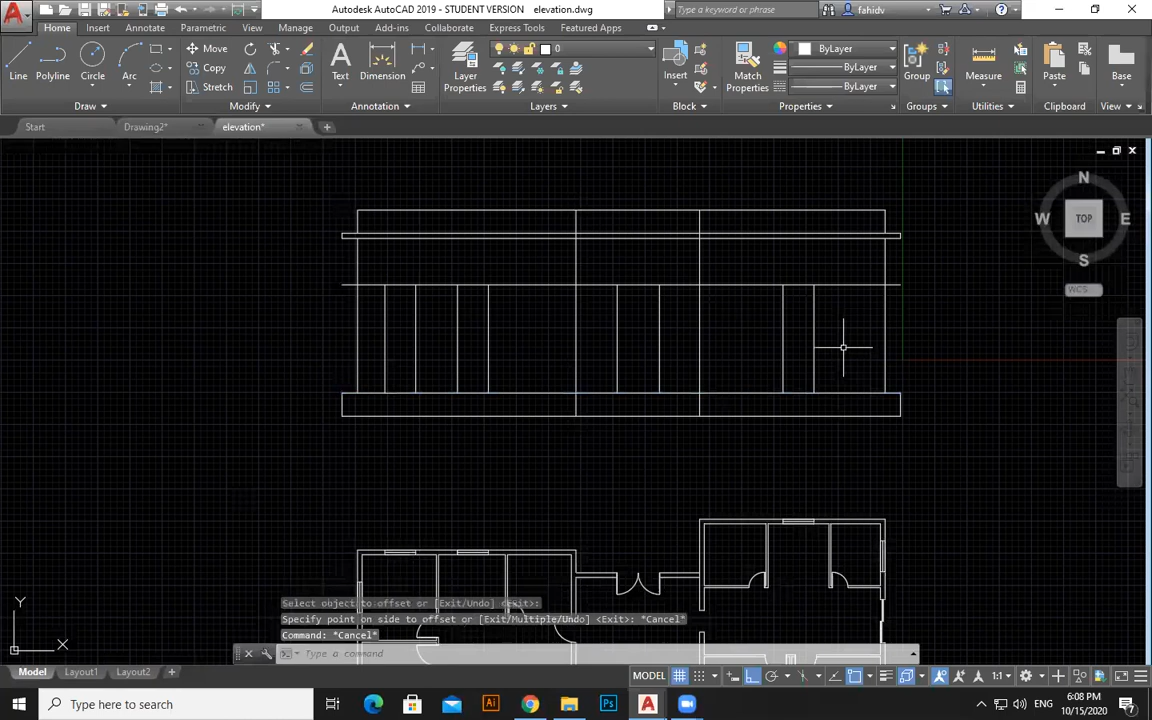 Autodesk AutoCAD 2019 - STUDENT VERSION elevation.dwg
Type a keyword or phrase
fahidv
Home Insert Annotate Parametric View Manage Output Add-ins Collaborate Express Tools Featured Apps
Line Polyline Circle Arc
Move
Copy
Stretch
Text Dimension
Layer Properties
0
Insert
Match Properties
ByLayer
ByLayer
ByLayer
Group
Measure
Paste
Base
Draw Modify Annotation Layers Block Properties Groups Utilities Clipboard View
Start Drawing2* elevation*
N
W TOP E
S
WCS
Y
X
Select object to offset or [Exit/Undo] <Exit>:
Specify point on side to offset or [Exit/Multiple/Undo] <Exit>: *Cancel*
Command: *Cancel*
Type a command
Model Layout1 Layout2 +
MODEL
1:1
Type here to search
Ai
Ps
A
ENG
6:08 PM
10/15/2020
7